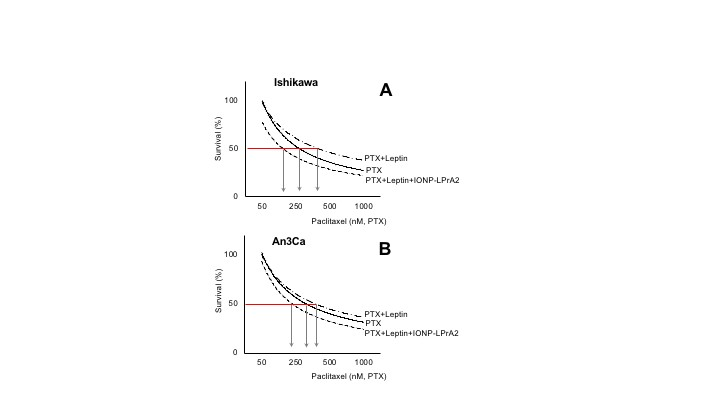 Ishikawa
A
100
50
0
Survival (%)
PTX+Leptin
PTX
PTX+Leptin+IONP-LPrA2
50 250 500 1000
Paclitaxel (nM, PTX)
An3Ca
B
100
50
0
Survival (%)
PTX+Leptin
PTX
PTX+Leptin+IONP-LPrA2
50 250 500 1000
Paclitaxel (nM, PTX)